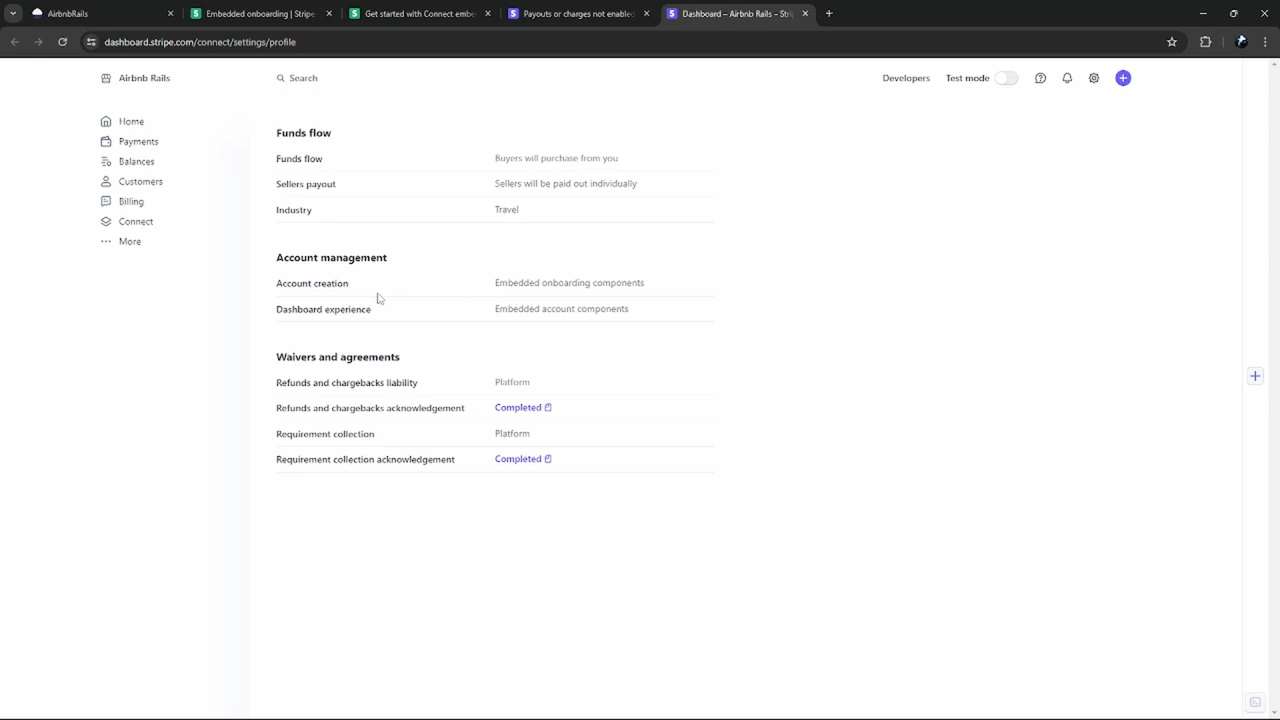 AirbnbRails
Embedded onboarding | Stripe
Get started with Connect embe
Payouts or charges not enabled
Dashboard – Airbnb Rails – Stri
dashboard.stripe.com/connect/settings/profile
Airbnb Rails
Search
Developers
Test mode
Home
Payments
Balances
Customers
Billing
Connect
More
Funds flow
Funds flow Buyers will purchase from you
Sellers payout Sellers will be paid out individually
Industry Travel
Account management
Account creation Embedded onboarding components
Dashboard experience Embedded account components
Waivers and agreements
Refunds and chargebacks liability Platform
Refunds and chargebacks acknowledgement Completed
Requirement collection Platform
Requirement collection acknowledgement Completed